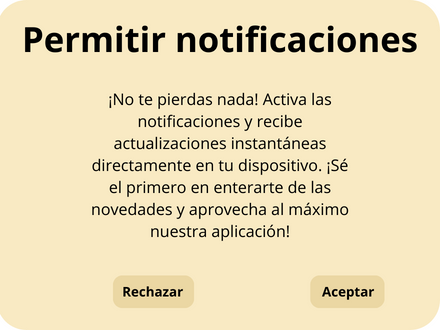 Permitir notificaciones
¡No te pierdas nada! Activa las
notificaciones y recibe
actualizaciones instantáneas
directamente en tu dispositivo. ¡Sé
el primero en enterarte de las
novedades y aprovecha al máximo
nuestra aplicación!
Rechazar
Aceptar